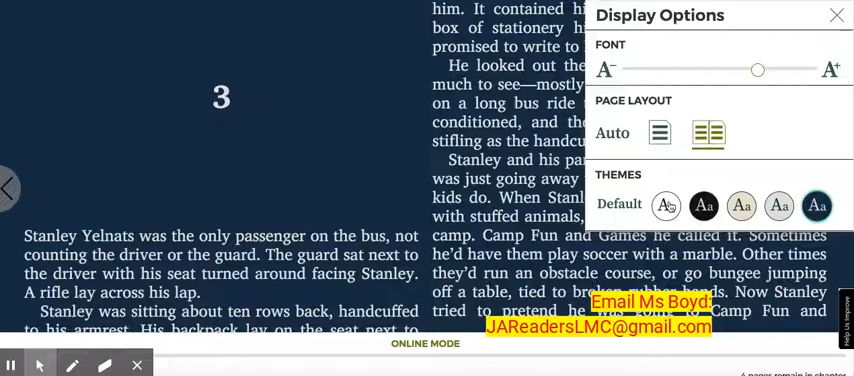 3
Stanley Yelnats was the only passenger on the bus, not
counting the driver or the guard. The guard sat next to
the driver with his seat turned around facing Stanley.
A rifle lay across his lap.
Stanley was sitting about ten rows back, handcuffed
to his armrest. His backpack lay on the seat next to
him. It contained
box of stationery
promised to write to
He looked out the
much to see—mostly
on a long bus ride
conditioned, and the
stifling as the handcu
Stanley and his
was just going away
kids do. When
with stuffed animals,
camp. Camp Fun and Games he called it. Sometimes
he'd have them play soccer with a marble. Other times
they'd run an obstacle course, or go bungee jumping
off a table, tied to broken rubber bands. Now Stanley
tried to pretend he was going to Camp Fun and
Display Options
FONT
A- A+
PAGE LAYOUT
Auto
THEMES
Default Aa Aa Aa Aa Aa
Email Ms Boyd:
JAReadersLMC@gmail.com
ONLINE MODE
Help Us Improve
4 pages remain in chapter